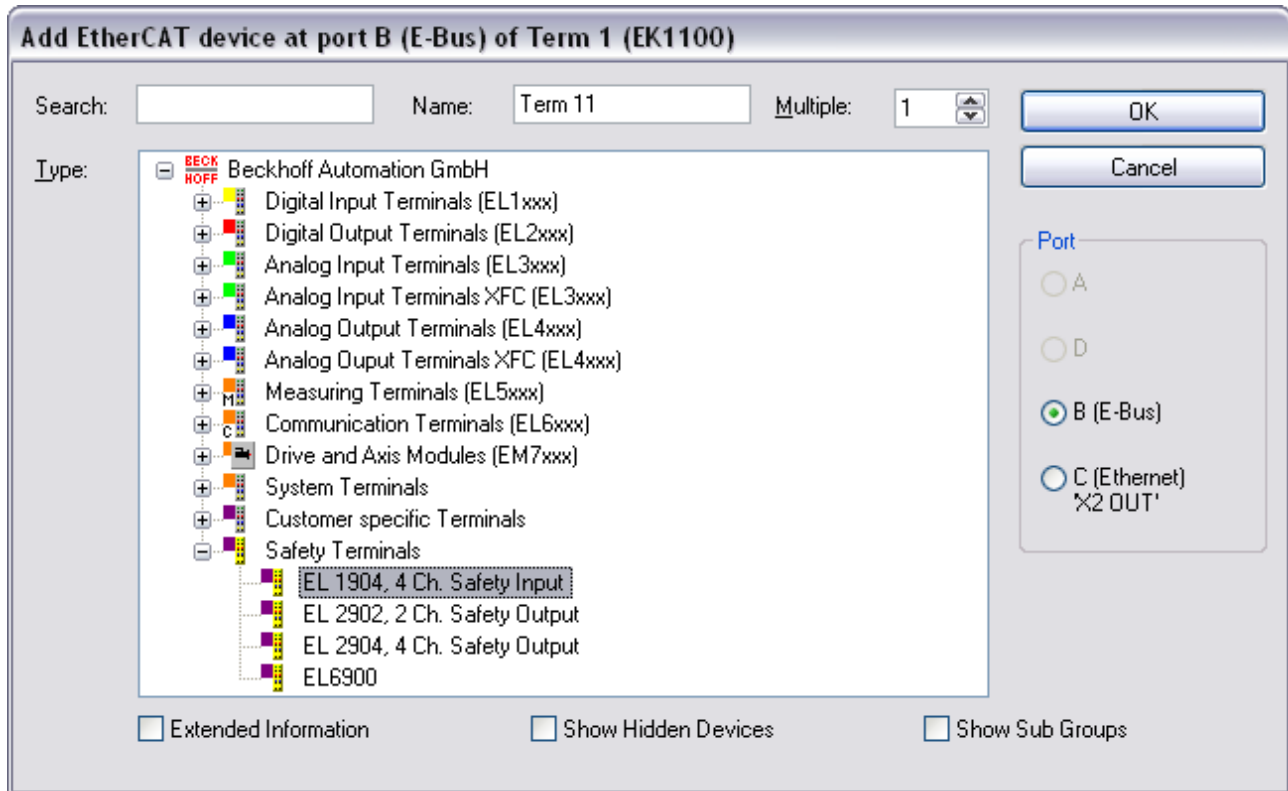 Add EtherCAT device at port B (E-Bus) of Term 1 (EK1100)
Search: Name: Term 11 Multiple: 1
OK
Type:
Cancel
BECK
HOFF
Beckhoff Automation GmbH
Digital Input Terminals (EL1xxx)
Digital Output Terminals (EL2xxx)
Analog Input Terminals (EL3xxx)
Analog Input Terminals XFC (EL3xxx)
Analog Output Terminals (EL4xxx)
Analog Ouput Terminals XFC (EL4xxx)
M Measuring Terminals (EL5xxx)
C Communication Terminals (EL6xxx)
Drive and Axis Modules (EM7xxx)
System Terminals
Customer specific Terminals
Safety Terminals
EL 1904, 4 Ch. Safety Input
EL 2902, 2 Ch. Safety Output
EL 2904, 4 Ch. Safety Output
EL6900
Port
A
D
B (E-Bus)
C (Ethernet)
'X2 OUT'
Extended Information Show Hidden Devices Show Sub Groups